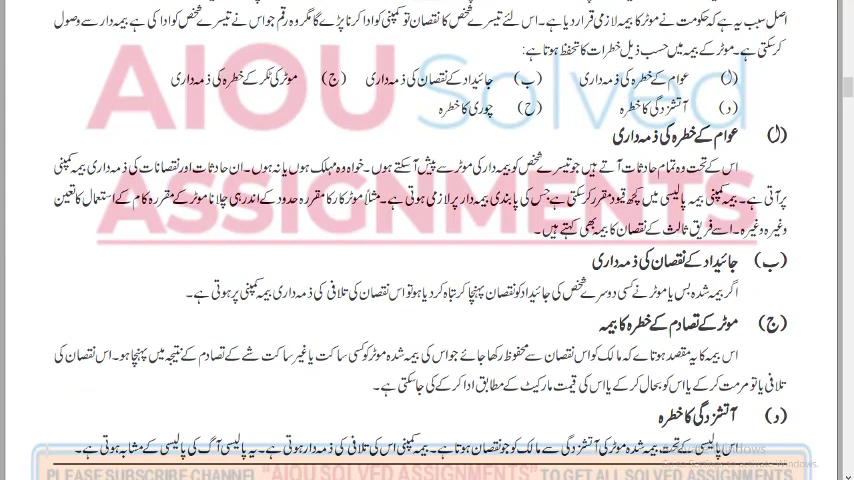 اصل سبب یہ ہے کہ حکومت نے موٹر کا بیمہ لازمی قرار دیا ہے۔ اس لئے تیسرے شخص کا نقصان تو کمپنی کو ادا کرنا پڑے گا مگر وہ رقم جو اس نے تیسرے شخص کو ادا کی ہے بیمہ دار سے وصول
کر سکتی ہے۔ موٹر کے بیمہ میں حسب ذیل خطرات کا تحفظ ہوتا ہے:
(ل) عوام کے خطرہ کی ذمہ داری (ب) جائیداد کے نقصان کی ذمہ داری (ج) موٹر کی ٹکر کے خطرہ کی ذمہ داری
(د) آتشزدگی کا خطرہ (ح) چوری کا خطرہ
(ل) عوام کے خطرہ کی ذمہ داری
اس کے تحت وہ تمام حادثات آتے ہیں جو تیسرے شخص کو بیمہ دار کی موٹر سے پیش آ سکتے ہوں۔ خواہ وہ مہلک ہوں یا نہ ہوں۔ ان حادثات اور نقصانات کی ذمہ داری بیمہ کمپنی
پر آتی ہے۔ بیمہ کمپنی بیمہ پالیسی میں کچھ قیود مقرر کر سکتی ہے جس کی پابندی بیمہ دار پر لازمی ہوتی ہے۔ مثلاً موٹر کار کا مقررہ حدود کے اندر ہی چلانا موٹر کے مقررہ کام کے استعمال کا تعین
وغیرہ وغیرہ۔ اسے فریق ثالث کے نقصان کا بیمہ بھی کہتے ہیں۔
(ب) جائیداد کے نقصان کی ذمہ داری
اگر بیمہ شدہ بس یا موٹر نے کسی دوسرے شخص کی جائیداد کو نقصان پہنچا کر تباہ کر دیا ہو تو اس نقصان کی تلافی کی ذمہ داری بیمہ کمپنی پر ہوتی ہے۔
(ج) موٹر کے تصادم کے خطرہ کا بیمہ
اس بیمہ کا یہ مقصد ہوتا ہے کہ مالک کو اس نقصان سے محفوظ رکھا جائے جو اس کی بیمہ شدہ موٹر کو کسی ساکت یا غیر ساکت شے کے تصادم کے نتیجہ میں پہنچا ہو۔ اس نقصان کی
تلافی یا تو مرمت کر کے یا اس کو بحال کر کے یا اس کی قیمت مارکیٹ کے مطابق ادا کر کے کی جا سکتی ہے۔
(د) آتشزدگی کا خطرہ
اس پالیسی کے تحت بیمہ شدہ موٹر کی آتشزدگی سے مالک کو جو نقصان ہوتا ہے۔ بیمہ کمپنی اس کی تلافی کی ذمہ دار ہوتی ہے۔ یہ پالیسی آگ کی پالیسی کے مشابہ ہوتی ہے۔
AIOU Solved
ASSIGNMENTS
Go to Settings to activate Windows.
PLEASE SUBSCRIBE CHANNEL "AIOU SOLVED ASSIGNMENTS" TO GET ALL SOLVED ASSIGNMENTS